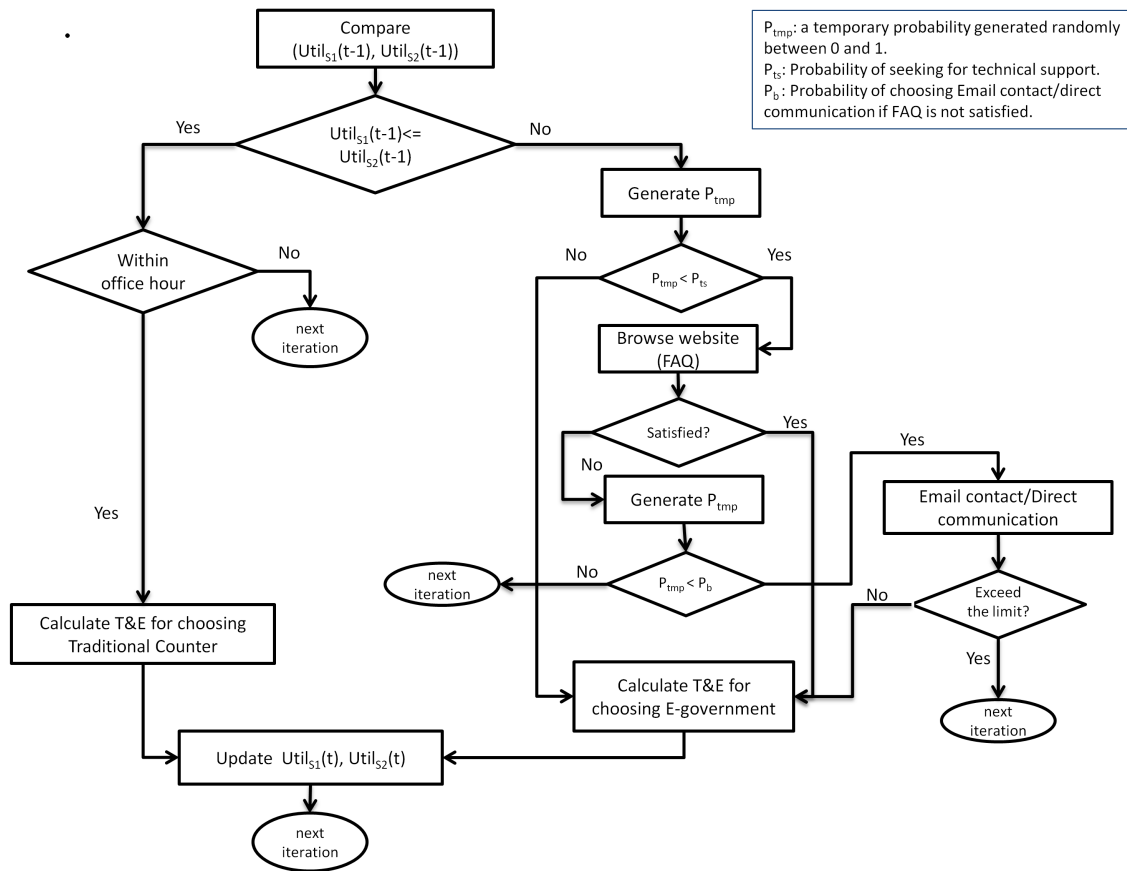 Compare
(Util_S1(t-1), Util_S2(t-1))
P_tmp: a temporary probability generated randomly
between 0 and 1.
P_ts: Probability of seeking for technical support.
P_b : Probability of choosing Email contact/direct
communication if FAQ is not satisfied.
Yes
Util_S1(t-1)<=
Util_S2(t-1)
No
Generate P_tmp
Within
office hour
No
No
P_tmp < P_ts
Yes
next
iteration
Browse website
(FAQ)
Satisfied?
Yes
No
Yes
Generate P_tmp
Email contact/Direct
communication
Yes
next
iteration
No
P_tmp < P_b
No
Exceed
the limit?
Calculate T&E for choosing
Traditional Counter
Yes
Calculate T&E for
choosing E-government
next
iteration
Update Util_S1(t), Util_S2(t)
next
iteration